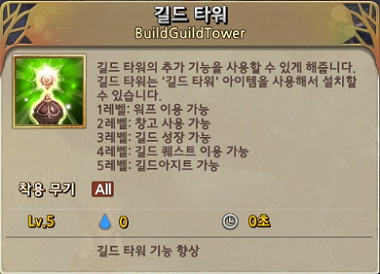 길드 타워
BuildGuildTower
길드 타워의 추가 기능을 사용할 수 있게 해줍니다.
길드 타워는 '길드 타워' 아이템을 사용해서 설치할
수 있습니다.
1레벨: 워프 이용 가능
2레벨: 창고 사용 가능
3레벨: 길드 성장 가능
4레벨: 길드 퀘스트 이용 가능
5레벨: 길드아지트 가능
착용 무기 All
Lv.5 0 0초
길드 타워 기능 향상